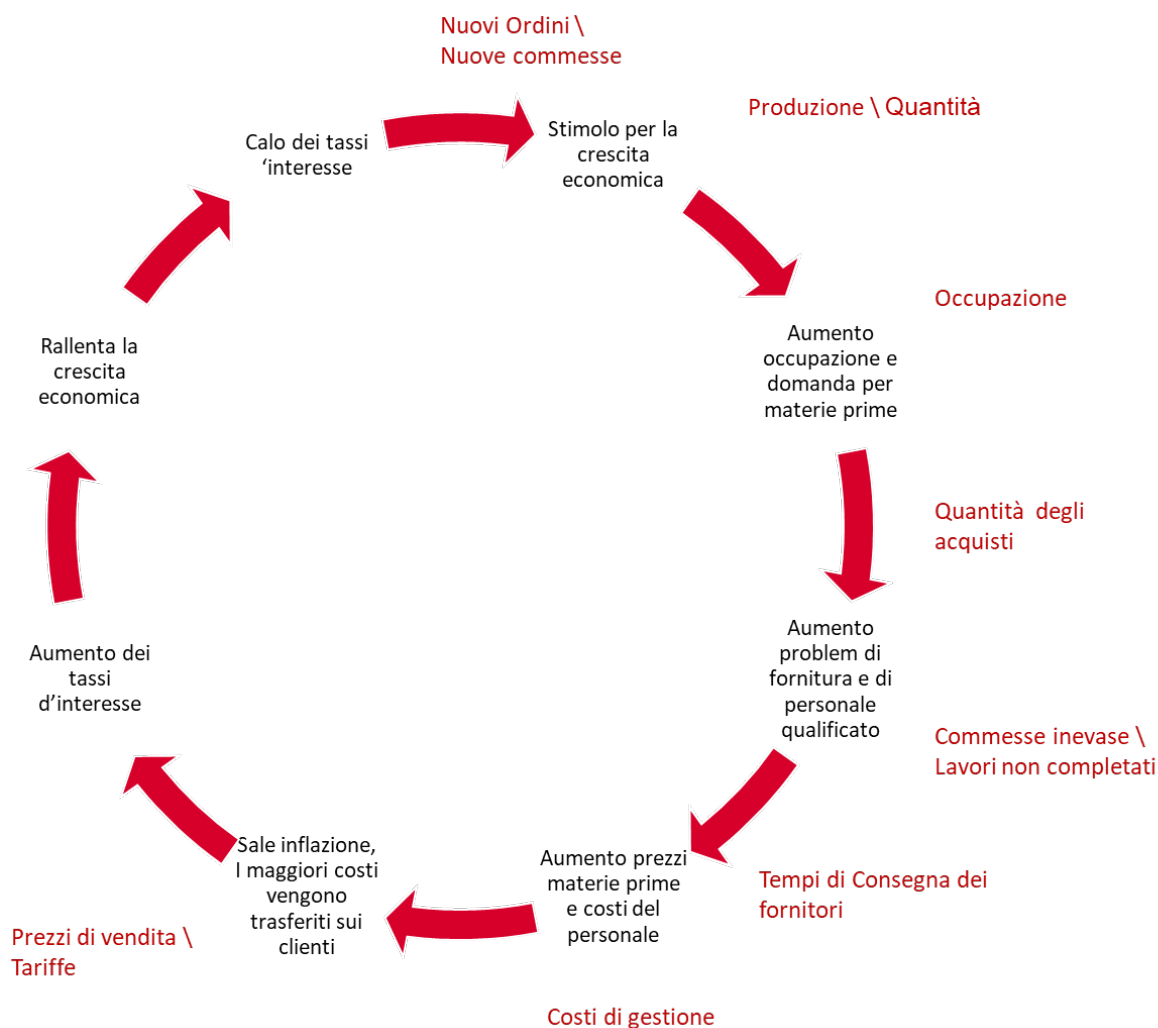 Nuovi Ordini \
Nuove commesse
Produzione \ Quantità
Calo dei tassi
‘interesse
Stimolo per la
crescita
economica
Occupazione
Aumento
occupazione e
domanda per
materie prime
Quantità degli
acquisti
Aumento
problem di
fornitura e di
personale
qualificato
Commesse inevase \
Lavori non completati
Aumento prezzi
materie prime
e costi del
personale
Tempi di Consegna dei
fornitori
Costi di gestione
Sale inflazione,
I maggiori costi
vengono
trasferiti sui
clienti
Prezzi di vendita \
Tariffe
Aumento dei
tassi
d’interesse
Rallenta la
crescita
economica